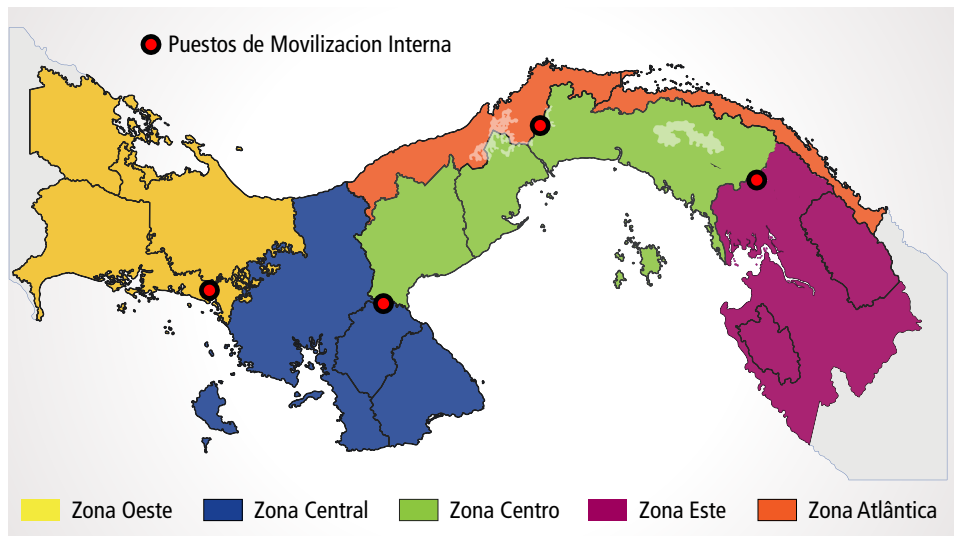 Puestos de Movilizacion Interna
Zona Oeste
Zona Central
Zona Centro
Zona Este
Zona Atlântica